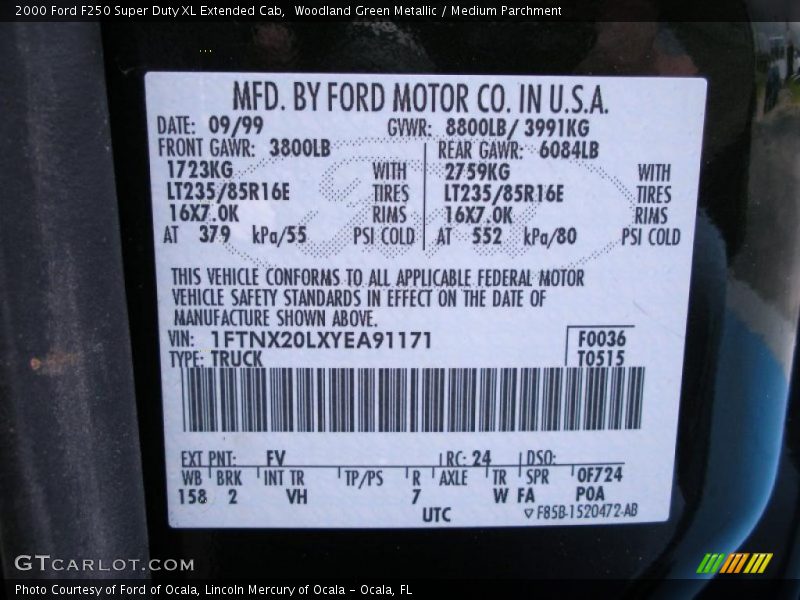 2000 Ford F250 Super Duty XL Extended Cab, Woodland Green Metallic / Medium Parchment
MFD. BY FORD MOTOR CO. IN U.S.A.
DATE: 09/99 GVWR: 8800LB/ 3991KG
FRONT GAWR: 3800LB REAR GAWR: 6084LB
1723KG WITH 2759KG WITH
LT235/85R16E TIRES LT235/85R16E TIRES
16X7.0K RIMS 16X7.0K RIMS
AT 379 kPa/55 PSI COLD AT 552 kPa/80 PSI COLD
THIS VEHICLE CONFORMS TO ALL APPLICABLE FEDERAL MOTOR
VEHICLE SAFETY STANDARDS IN EFFECT ON THE DATE OF
MANUFACTURE SHOWN ABOVE.
VIN: 1FTNX20LXYEA91171 F0036
TYPE: TRUCK T0515
EXT PNT: FV RC: 24 DSO:
WB BRK INT TR TP/PS R AXLE TR SPR 0F724
158 2 VH 7 W FA POA
UTC F85B-1520472-AB
GTCARLOT.COM
Photo Courtesy of Ford of Ocala, Lincoln Mercury of Ocala - Ocala, FL